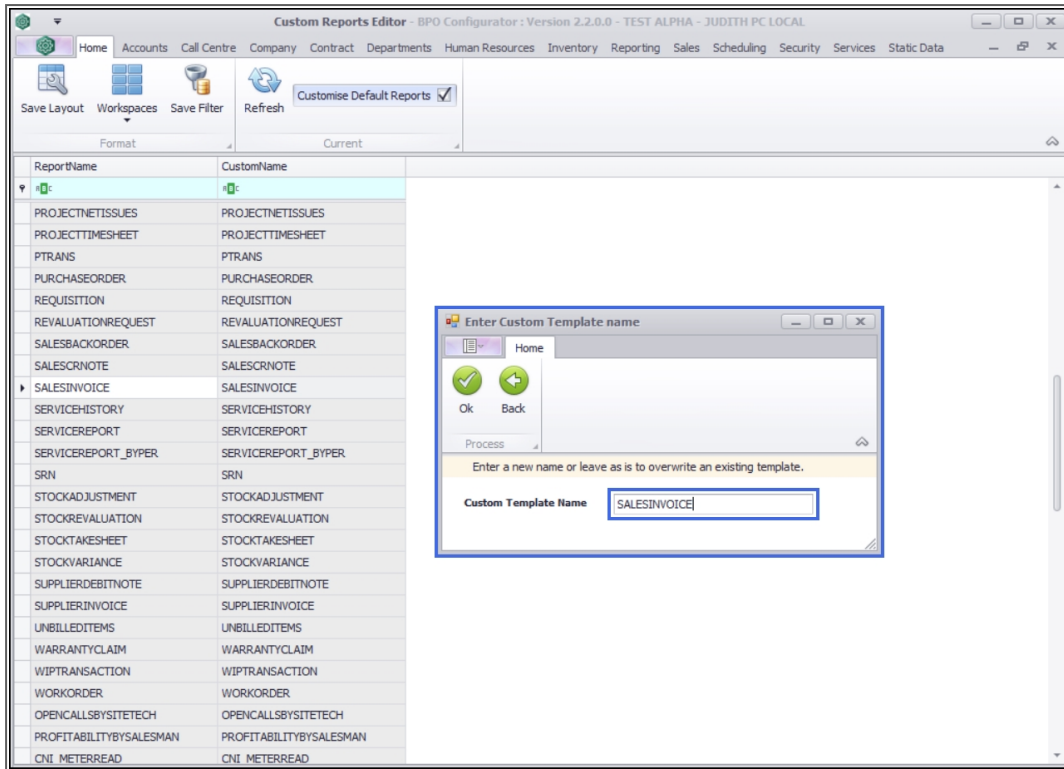 Custom Reports Editor - BPO Configurator : Version 2.2.0.0 - TEST ALPHA - JUDITH PC LOCAL
Home Accounts Call Centre Company Contract Departments Human Resources Inventory Reporting Sales Scheduling Security Services Static Data
Save Layout Workspaces Save Filter Refresh Customise Default Reports
Format Current
ReportName CustomName
PROJECTNETISSUES PROJECTNETISSUES
PROJECTTIMESHEET PROJECTTIMESHEET
PTRANS PTRANS
PURCHASEORDER PURCHASEORDER
REQUISITION REQUISITION
REVALUATIONREQUEST REVALUATIONREQUEST
SALESBACKORDER SALESBACKORDER
SALESCRNOTE SALESCRNOTE
SALESINVOICE SALESINVOICE
SERVICEHISTORY SERVICEHISTORY
SERVICEREPORT SERVICEREPORT
SERVICEREPORT_BYPER SERVICEREPORT_BYPER
SRN SRN
STOCKADJUSTMENT STOCKADJUSTMENT
STOCKREVALUATION STOCKREVALUATION
STOCKTAKESHEET STOCKTAKESHEET
STOCKVARIANCE STOCKVARIANCE
SUPPLIERDEBITNOTE SUPPLIERDEBITNOTE
SUPPLIERINVOICE SUPPLIERINVOICE
UNBILLEDITEMS UNBILLEDITEMS
WARRANTYCLAIM WARRANTYCLAIM
WIPTRANSACTION WIPTRANSACTION
WORKORDER WORKORDER
OPENCALLSBYSITETECH OPENCALLSBYSITETECH
PROFITABILITYBYSALESMAN PROFITABILITYBYSALESMAN
CNI_METERREAD CNI_METERREAD
Enter Custom Template name
Home
Ok Back
Process
Enter a new name or leave as is to overwrite an existing template.
Custom Template Name SALESINVOICE